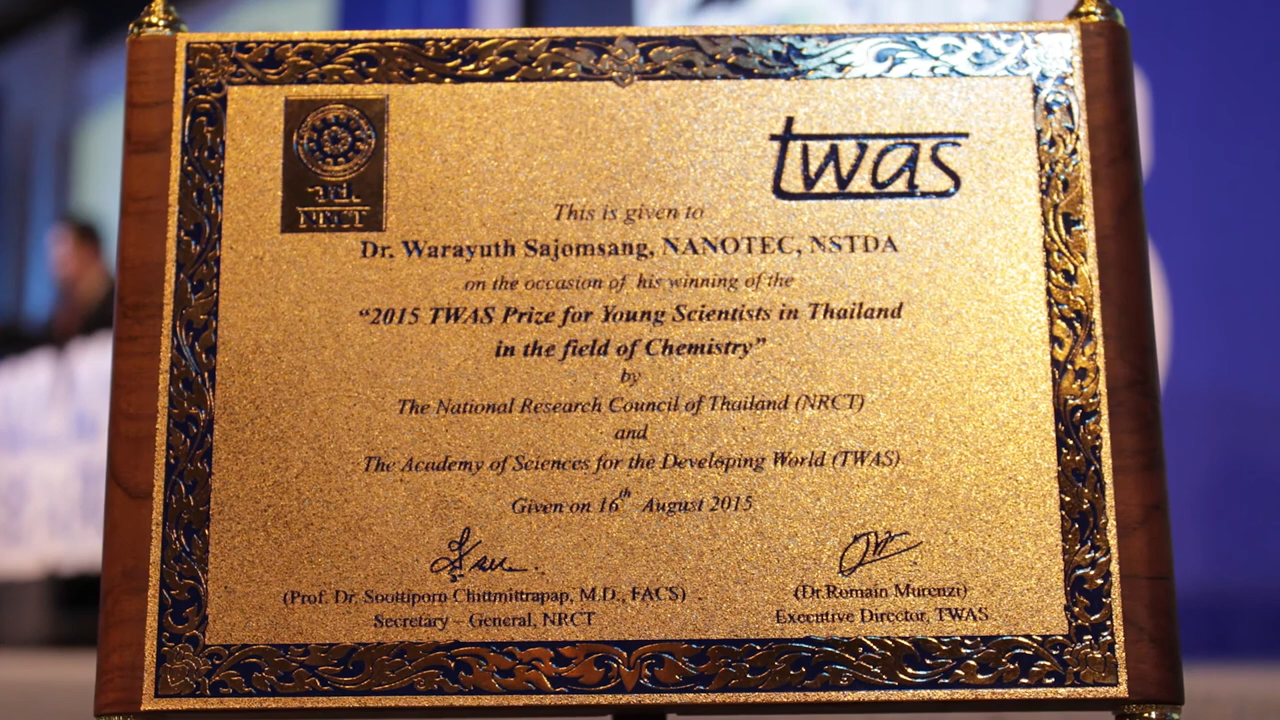 วช.
NRCT
twas
This is given to
Dr. Warayuth Sajomsang, NANOTEC, NSTDA
on the occasion of his winning of the
“2015 TWAS Prize for Young Scientists in Thailand
in the field of Chemistry”
by
The National Research Council of Thailand (NRCT)
and
The Academy of Sciences for the Developing World (TWAS)
Given on 16th August 2015
(Prof. Dr. Soottiporn Chittmittrapap, M.D., FACS)
Secretary – General, NRCT
(Dr.Romain Murenzi)
Executive Director, TWAS